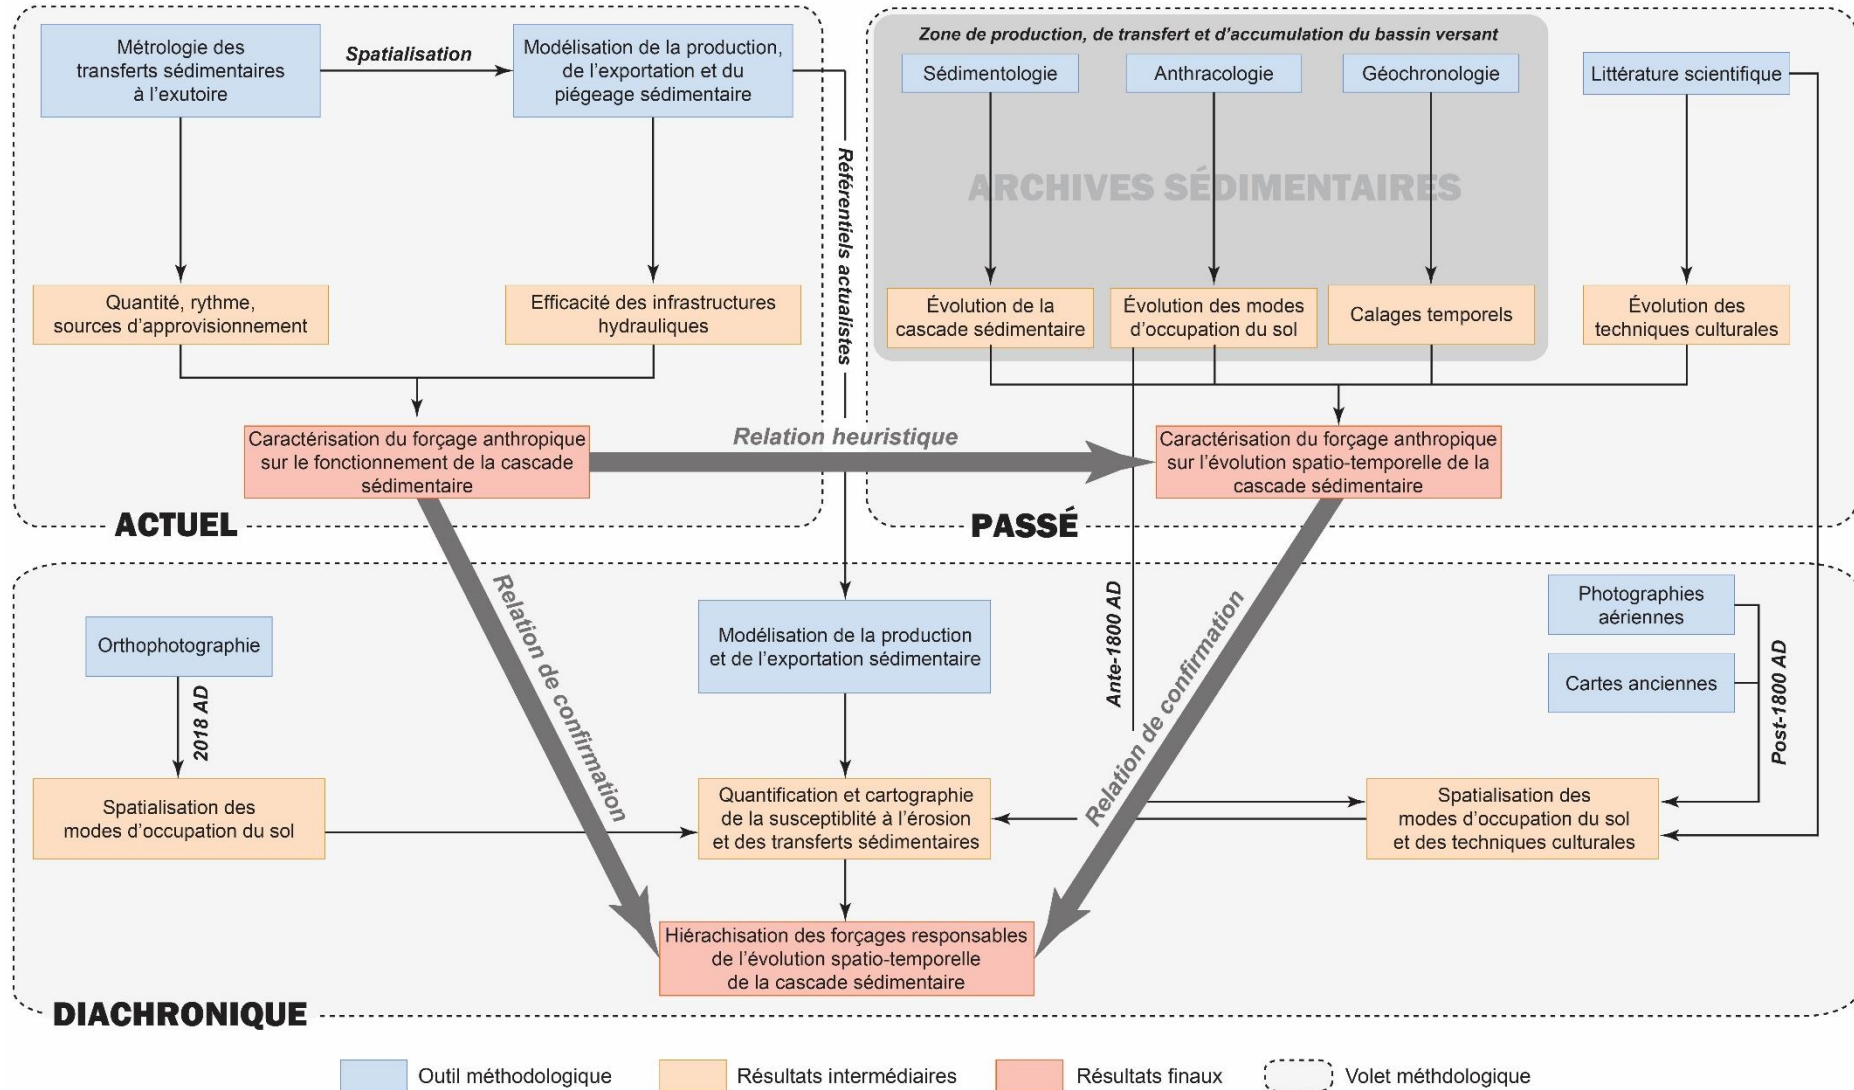 Métrologie des
transferts sédimentaires
à l'exutoire
Spatialisation
Modélisation de la production,
de l'exportation et du
piégeage sédimentaire
Référentiels actualistes
Quantité, rythme,
sources d'approvisionnement
Efficacité des infrastructures
hydrauliques
Caractérisation du forçage anthropique
sur le fonctionnement de la cascade
sédimentaire
ACTUEL
Zone de production, de transfert et d'accumulation du bassin versant
Sédimentologie
Anthracologie
Géochronologie
Littérature scientifique
ARCHIVES SÉDIMENTAIRES
Évolution de la
cascade sédimentaire
Évolution des modes
d'occupation du sol
Calages temporels
Évolution des
techniques culturales
Relation heuristique
Caractérisation du forçage anthropique
sur l'évolution spatio-temporelle de la
cascade sédimentaire
PASSÉ
Orthophotographie
2018 AD
Relation de confirmation
Modélisation de la production
et de l'exportation sédimentaire
Ante-1800 AD
Relation de confirmation
Photographies
aériennes
Cartes anciennes
Post-1800 AD
Spatialisation des
modes d'occupation du sol
Quantification et cartographie
de la susceptiblité à l'érosion
et des transferts sédimentaires
Spatialisation des
modes d'occupation du sol
et des techniques culturales
Hiérachisation des forçages responsables
de l'évolution spatio-temporelle
de la cascade sédimentaire
DIACHRONIQUE
Outil méthodologique
Résultats intermédiaires
Résultats finaux
Volet méthdologique